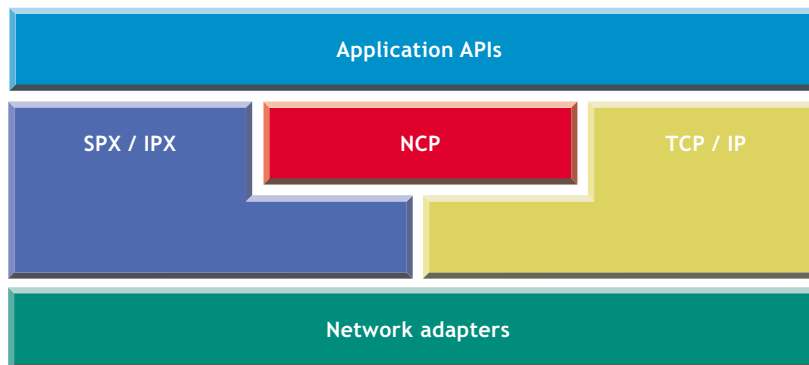 Application APIs
SPX / IPX
NCP
TCP / IP
Network adapters